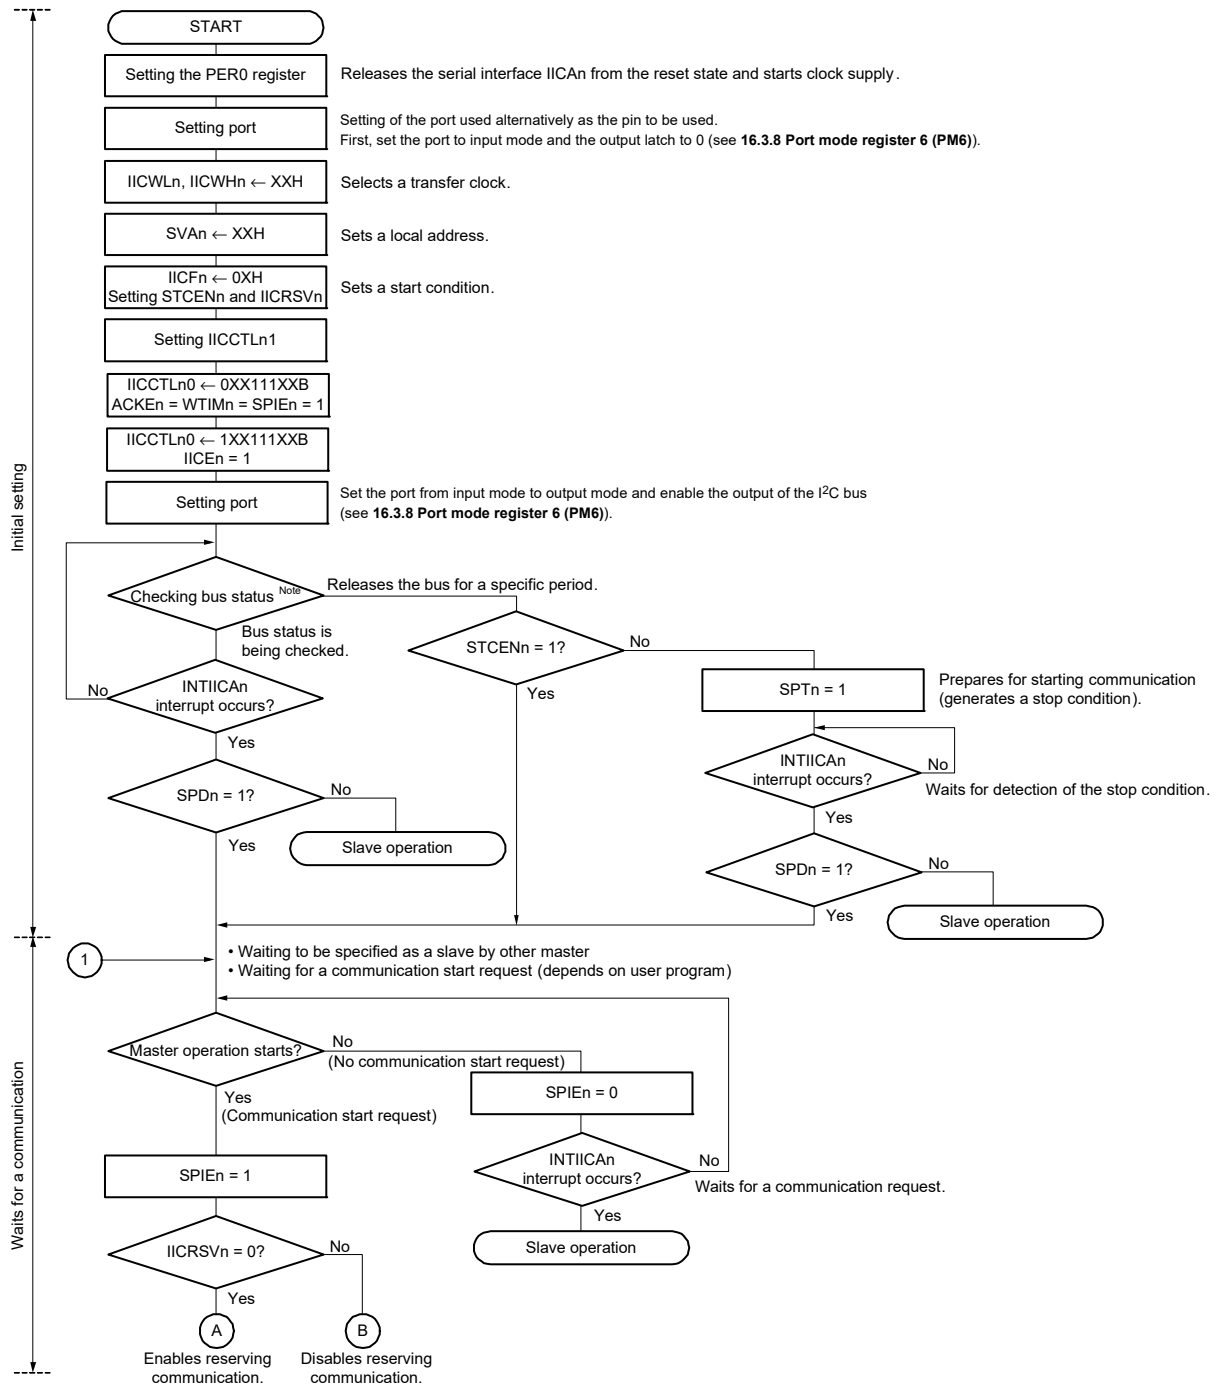 START
Setting the PER0 register
Releases the serial interface IICAn from the reset state and starts clock supply.
Setting port
Setting of the port used alternatively as the pin to be used.
First, set the port to input mode and the output latch to 0 (see 16.3.8 Port mode register 6 (PM6)).
IICWLn, IICWHn ← XXH
Selects a transfer clock.
SVAn ← XXH
Sets a local address.
IICFn ← 0XH
Setting STCENn and IICRSVn
Sets a start condition.
Setting IICCTLn1
IICCTLn0 ← 0XX111XXB
ACKEn = WTIMn = SPIEn = 1
IICCTLn0 ← 1XX111XXB
IICEn = 1
Initial setting
Setting port
Set the port from input mode to output mode and enable the output of the I²C bus
(see 16.3.8 Port mode register 6 (PM6)).
Checking bus status Note
Releases the bus for a specific period.
Bus status is
being checked.
STCENn = 1?
No
Yes
SPTn = 1
Prepares for starting communication
(generates a stop condition).
No
INTIICAn
interrupt occurs?
Yes
INTIICAn
interrupt occurs?
No
Waits for detection of the stop condition.
Yes
SPDn = 1?
No
Yes
Slave operation
SPDn = 1?
No
Yes
Slave operation
1
• Waiting to be specified as a slave by other master
• Waiting for a communication start request (depends on user program)
Waits for a communication
Master operation starts?
No
(No communication start request)
Yes
(Communication start request)
SPIEn = 0
INTIICAn
interrupt occurs?
No
Waits for a communication request.
Yes
Slave operation
SPIEn = 1
IICRSVn = 0?
No
Yes
A
B
Enables reserving
communication.
Disables reserving
communication.